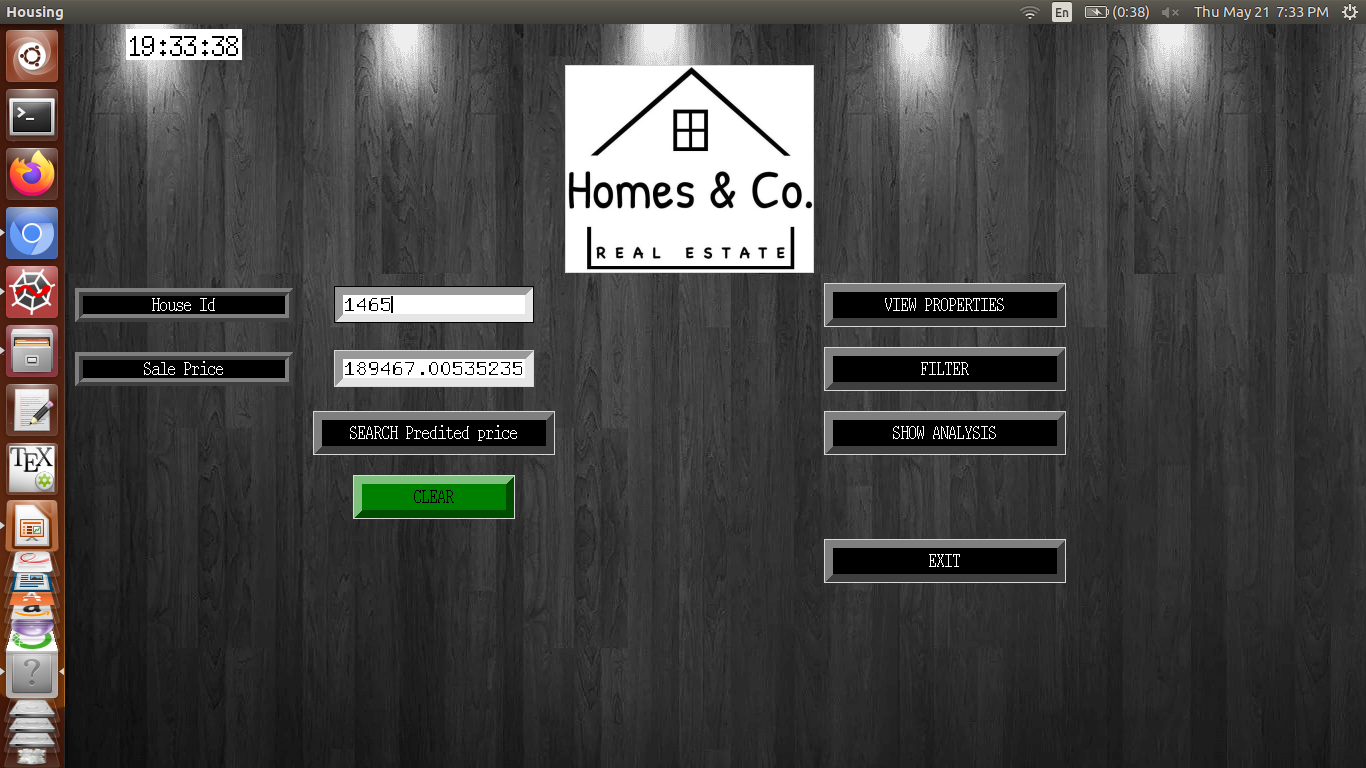 Housing
En
(0:38)
Thu May 21 7:33 PM
19:33:38
Homes & Co.
REAL ESTATE
House Id
1465
VIEW PROPERTIES
Sale Price
189467.00535235
FILTER
SEARCH Predited price
SHOW ANALYSIS
CLEAR
EXIT
>_
TEX
a
?